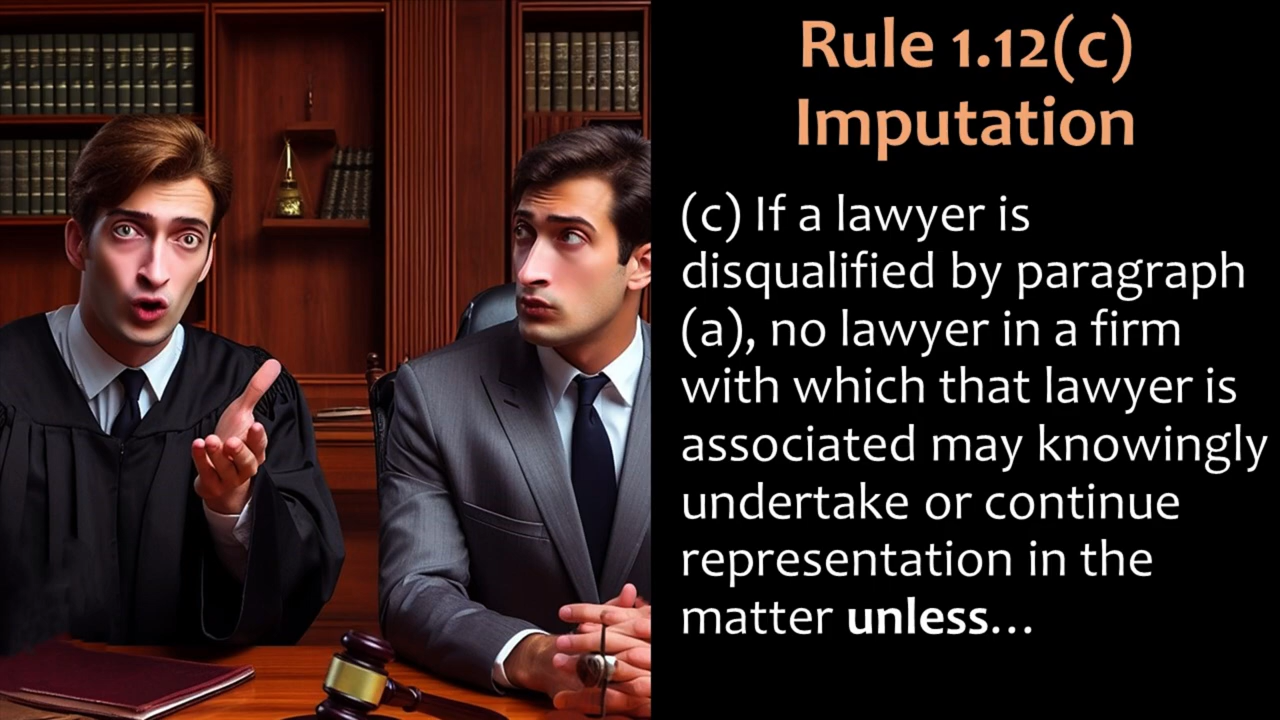 Rule 1.12(c)
Imputation
(c) If a lawyer is
disqualified by paragraph
(a), no lawyer in a firm
with which that lawyer is
associated may knowingly
undertake or continue
representation in the
matter unless…